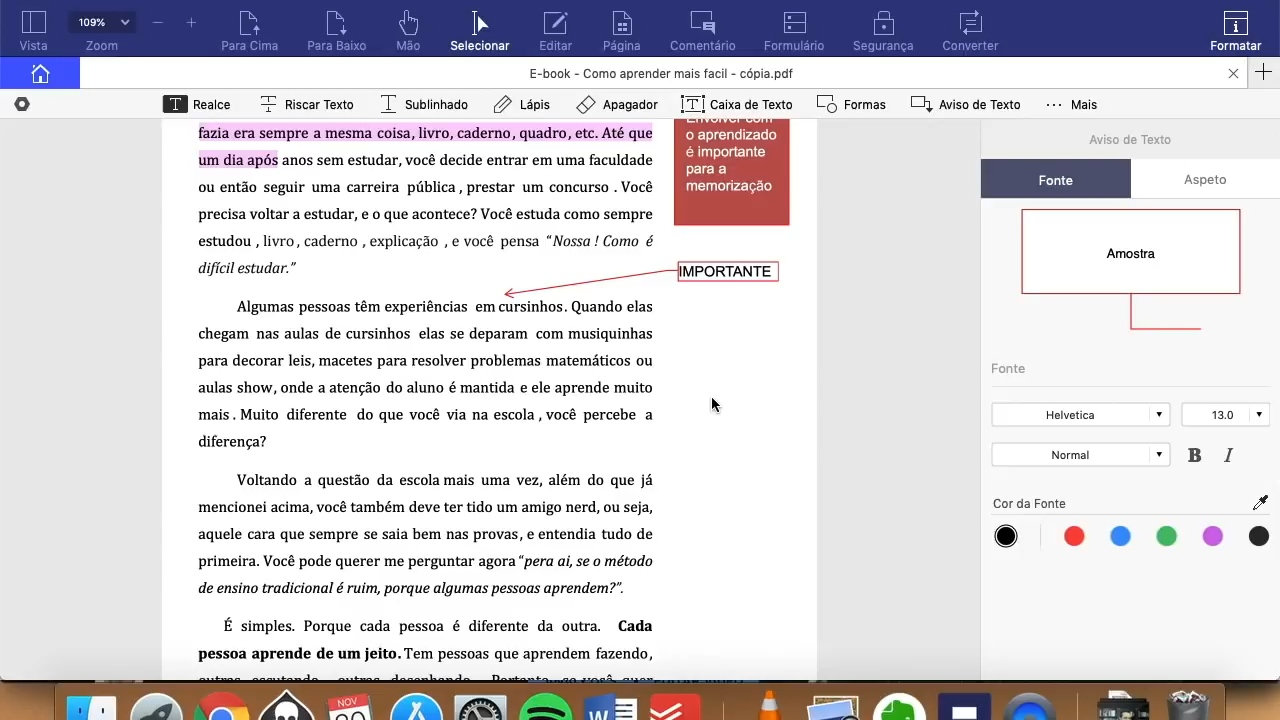 109%
Vista
Zoom
Para Cima
Para Baixo
Mão
Selecionar
Editar
Página
Comentário
Formulário
Segurança
Converter
Formatar
E-book - Como aprender mais facil - cópia.pdf
Realce
Riscar Texto
Sublinhado
Lápis
Apagador
Caixa de Texto
Formas
Aviso de Texto
Mais
fazia era sempre a mesma coisa, livro, caderno, quadro, etc. Até que
um dia após anos sem estudar, você decide entrar em uma faculdade
ou então seguir uma carreira pública, prestar um concurso. Você
precisa voltar a estudar, e o que acontece? Você estuda como sempre
estudou, livro, caderno, explicação, e você pensa “Nossa! Como é
difícil estudar.”
Algumas pessoas têm experiências em cursinhos. Quando elas
chegam nas aulas de cursinhos elas se deparam com musiquinhas
para decorar leis, macetes para resolver problemas matemáticos ou
aulas show, onde a atenção do aluno é mantida e ele aprende muito
mais. Muito diferente do que você via na escola, você percebe a
diferença?
Voltando a questão da escola mais uma vez, além do que já
mencionei acima, você também deve ter tido um amigo nerd, ou seja,
aquele cara que sempre se saia bem nas provas, e entendia tudo de
primeira. Você pode querer me perguntar agora “pera ai, se o método
de ensino tradicional é ruim, porque algumas pessoas aprendem?”.
É simples. Porque cada pessoa é diferente da outra. Cada
pessoa aprende de um jeito. Tem pessoas que aprendem fazendo,
Envolver com
o aprendizado
é importante
para a
memorização
IMPORTANTE
Aviso de Texto
Fonte
Aspeto
Amostra
Fonte
Helvetica
13.0
Normal
B
I
Cor da Fonte
NOV
W